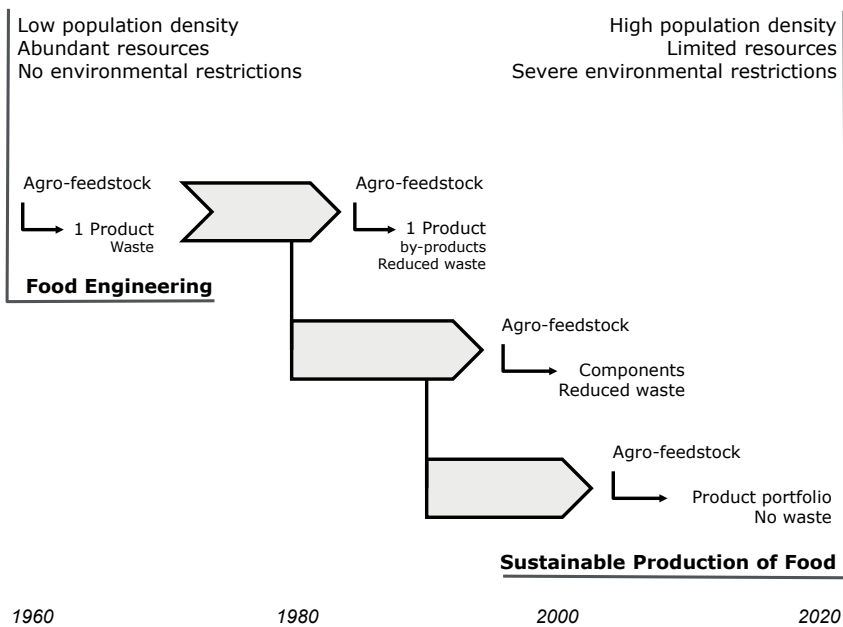 Low population density
Abundant resources
No environmental restrictions
High population density
Limited resources
Severe environmental restrictions
Agro-feedstock
1 Product
Waste
Agro-feedstock
1 Product
by-products
Reduced waste
Food Engineering
Agro-feedstock
Components
Reduced waste
Agro-feedstock
Product portfolio
No waste
Sustainable Production of Food
1960
1980
2000
2020